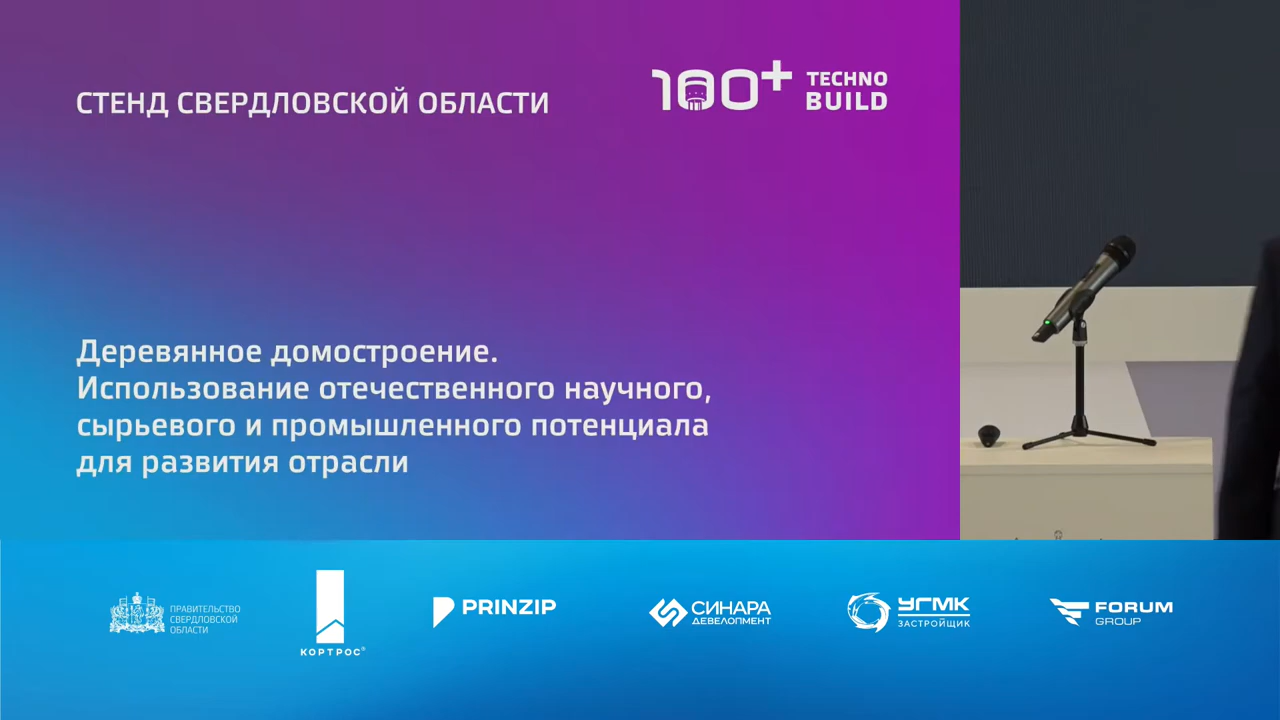 СТЕНД СВЕРДЛОВСКОЙ ОБЛАСТИ
100+
TECHNO
BUILD
Деревянное домостроение.
Использование отечественного научного,
сырьевого и промышленного потенциала
для развития отрасли
ПРАВИТЕЛЬСТВО
СВЕРДЛОВСКОЙ
ОБЛАСТИ
КОРТРОС®
PRINZIP
СИНАРА
ДЕВЕЛОПМЕНТ
УГМК
ЗАСТРОЙЩИК
FORUM
GROUP